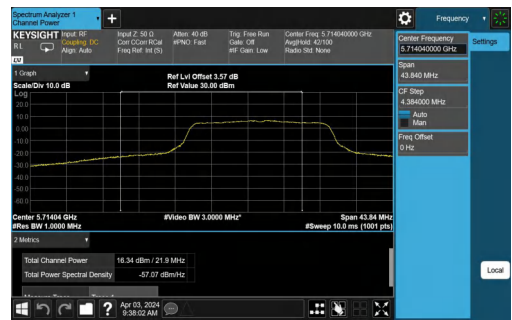 Spectrum Analyzer 1
Channel Power
+
Frequency
KEYSIGHT Input: RF
RL Coupling: DC
Align: Auto
Input Z: 50 Ω
Corr CCorr RCal
Freq Ref: Int (S)
Atten: 40 dB
#PNO: Fast
Trig: Free Run
Gate: Off
#IF Gain: Low
Center Freq: 5.714040000 GHz
Avg|Hold: 42/100
Radio Std: None
LXI
Center Frequency
5.714040000 GHz
Settings
Span
43.840 MHz
CF Step
4.384000 MHz
Auto
Man
Freq Offset
0 Hz
1 Graph
Scale/Div 10.0 dB
Ref Lvl Offset 3.57 dB
Ref Value 30.00 dBm
Log
20.0
10.0
0.00
-10.0
-20.0
-30.0
-40.0
-50.0
-60.0
Center 5.71404 GHz
#Res BW 1.0000 MHz
#Video BW 3.0000 MHz*
Span 43.84 MHz
#Sweep 10.0 ms (1001 pts)
2 Metrics
Total Channel Power 16.34 dBm / 21.9 MHz
Total Power Spectral Density -57.07 dBm/Hz
Local
?
Apr 03, 2024
9:38:02 AM